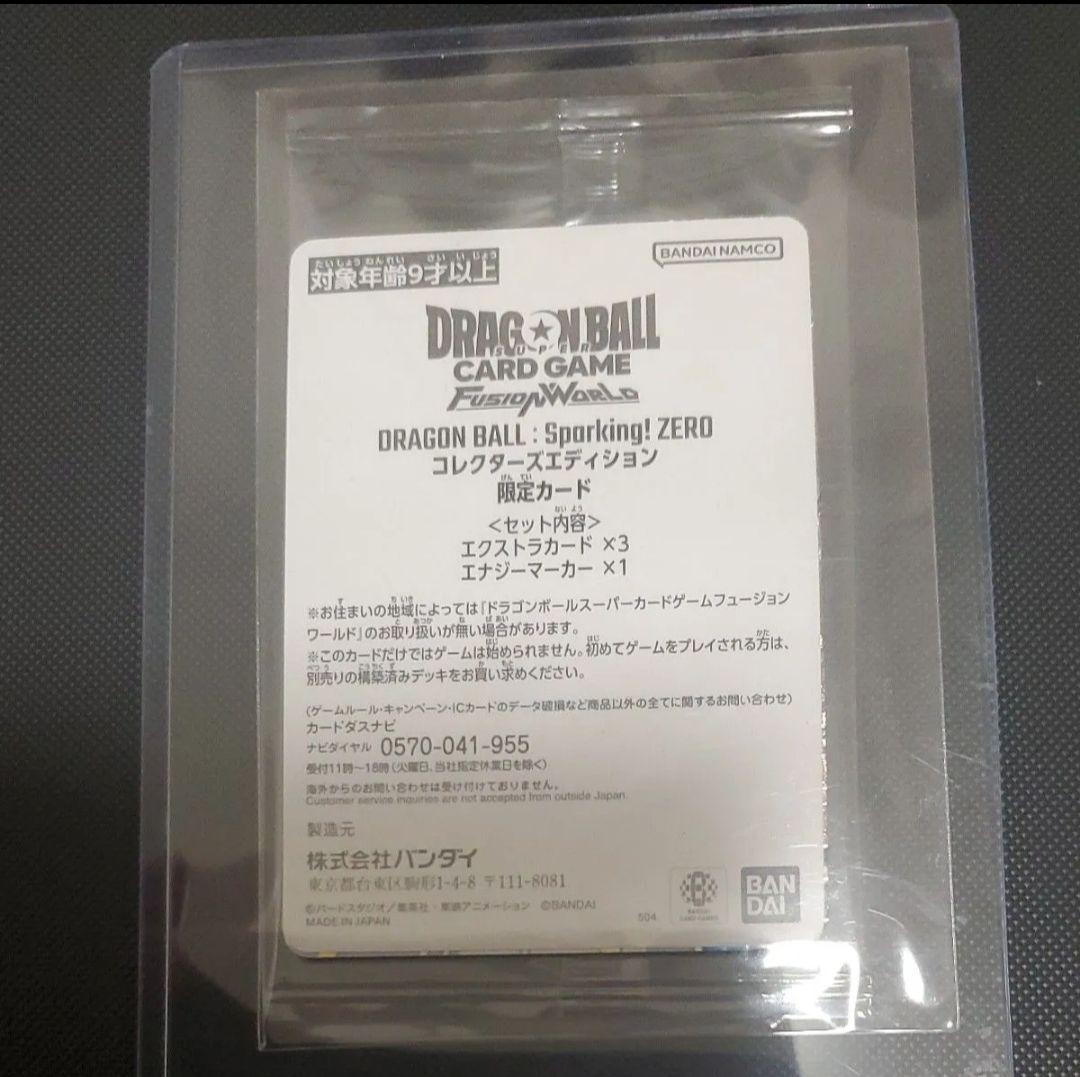 対象年齢9才以上
BANDAI NAMCO
DRAGON BALL
SUPER
CARD GAME
FUSION WORLD
DRAGON BALL : Sparking! ZERO
コレクターズエディション
限定カード
<セット内容>
エクストラカード ×3
エナジーマーカー ×1
※お住まいの地域によっては『ドラゴンボールスーパーカードゲームフュージョン
ワールド』のお取り扱いが無い場合があります。
※このカードだけではゲームは始められません。初めてゲームをプレイされる方は、
別売りの構築済みデッキをお買い求めください。
(ゲームルール・キャンペーン・ICカードのデータ破損など商品以外の全てに関するお問い合わせ)
カードダスナビ
ナビダイヤル 0570-041-955
受付11時〜18時(火曜日、当社指定休業日を除く)
海外からのお問い合わせは受け付けておりません。
Customer service inquiries are not accepted from outside Japan.
製造元
株式会社バンダイ
東京都台東区駒形1-4-8 〒111-8081
©バードスタジオ/集英社・東映アニメーション ©BANDAI
MADE IN JAPAN
504
BANDAI
CARD GAMES
BAN
DAI